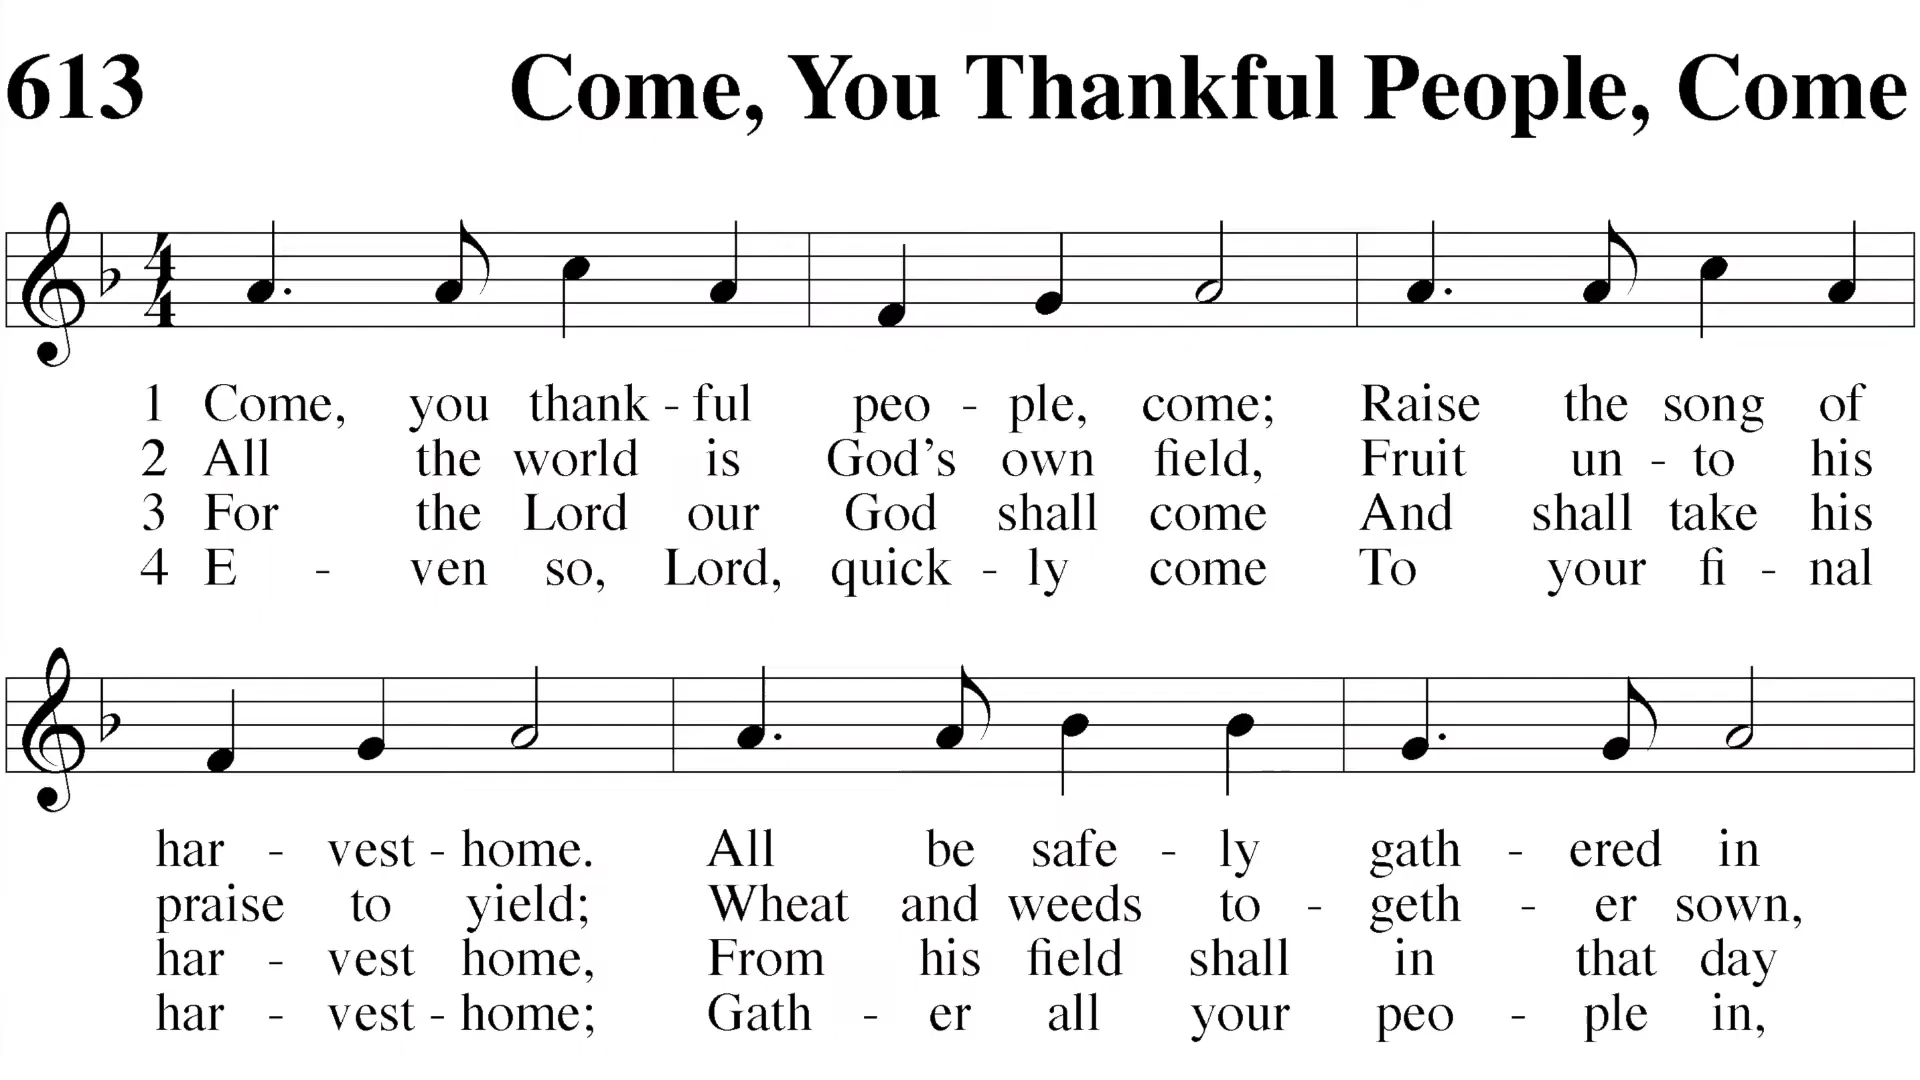 613 Come, You Thankful People, Come
1 Come, you thank - ful peo - ple, come; Raise the song of
2 All the world is God's own field, Fruit un - to his
3 For the Lord our God shall come And shall take his
4 E - ven so, Lord, quick - ly come To your fi - nal
har - vest - home. All be safe - ly gath - ered in
praise to yield; Wheat and weeds to - geth - er sown,
har - vest home, From his field shall in that day
har - vest - home; Gath - er all your peo - ple in,